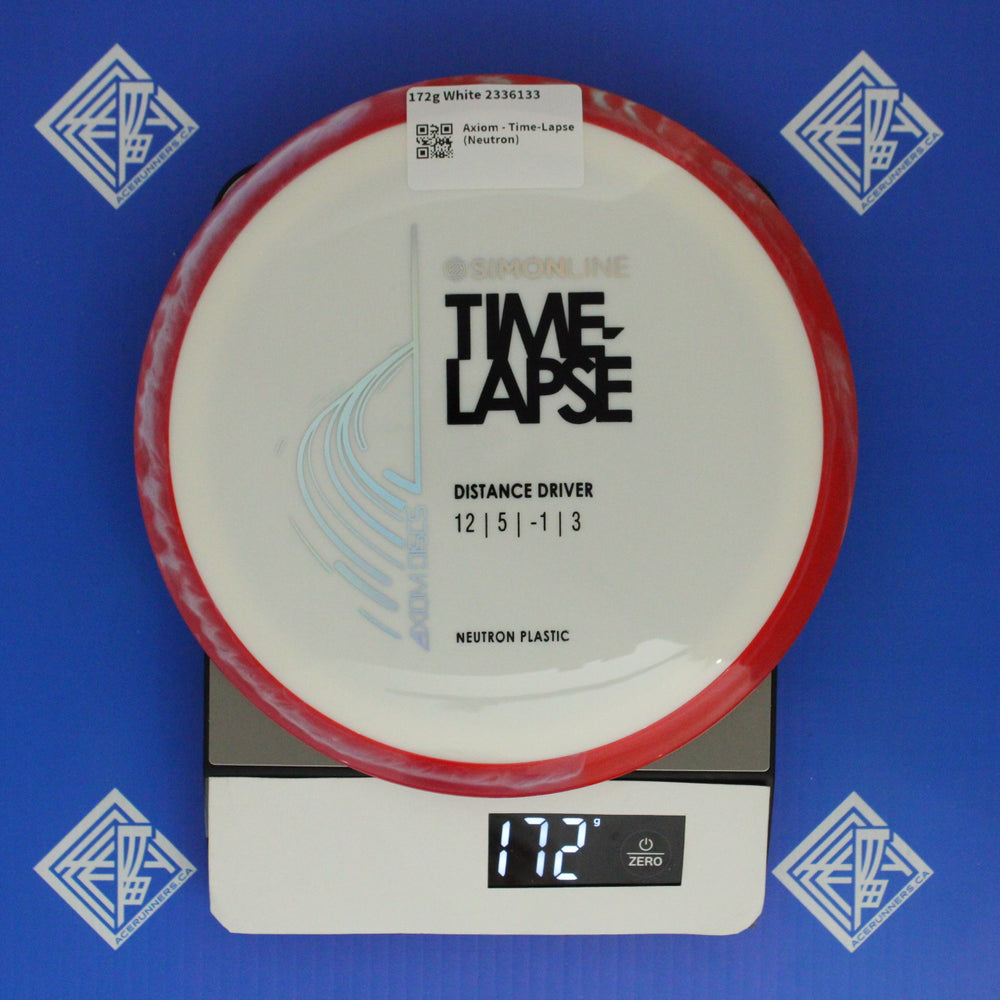 172g White 2336133
Axiom - Time-Lapse
(Neutron)
SIMONLINE
TIME-
LAPSE
DISTANCE DRIVER
12 | 5 | -1 | 3
AXIOM DISCS
NEUTRON PLASTIC
172 g
ZERO
ACERUNNERS.CA
ACERUNNERS.CA
ACERUNNERS.CA
ACERUNNERS.CA